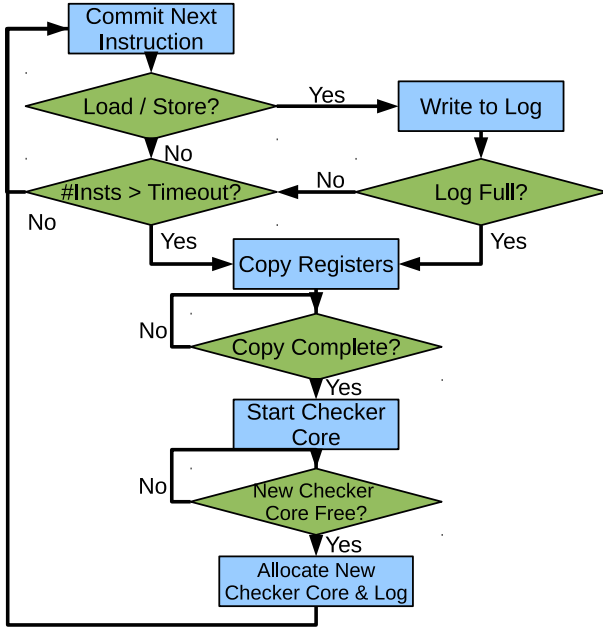 Commit Next
Instruction
Load / Store?
Yes
Write to Log
No
#Insts > Timeout?
No
Log Full?
No
Yes
Yes
Copy Registers
No
Copy Complete?
Yes
Start Checker
Core
No
New Checker
Core Free?
Yes
Allocate New
Checker Core & Log